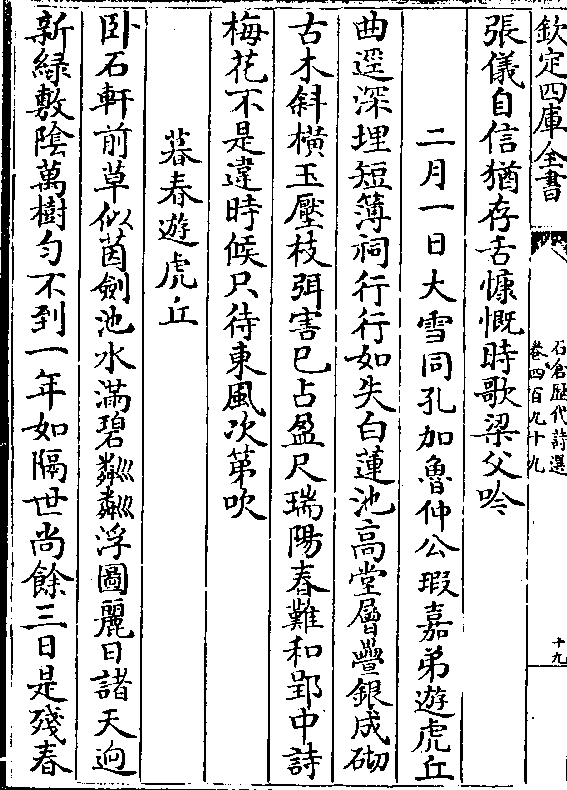 欽定四庫全書
石倉歷代詩選
卷四百九十九
十九
張儀自信猶存舌慷慨時歌梁父吟
二月一日大雪同孔加魯仲公瑕嘉弟遊虎丘
曲逕深埋短簿祠行行如失白蓮池高堂層疊銀成砌
古木斜橫玉壓枝弭害已占盈尺瑞陽春難和郢中詩
梅花不是違時候只待東風次第吹
暮春遊虎丘
卧石軒前草似茵劍池水滿碧粼粼浮圖麗日諸天逈
新綠敷陰萬樹勻不到一年如隔世尚餘三日是殘春